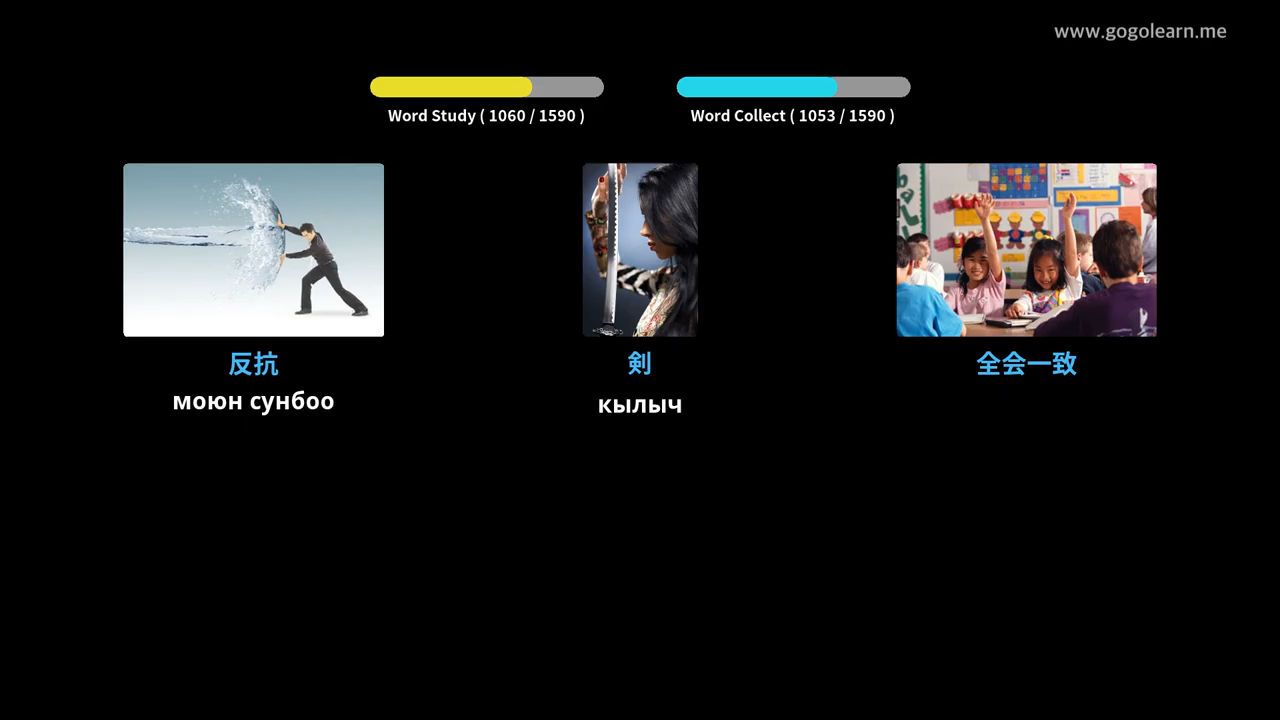 www.gogolearn.me
Word Study ( 1060 / 1590 )
Word Collect ( 1053 / 1590 )
反抗
моюн сунбоо
剣
кылыч
全会一致